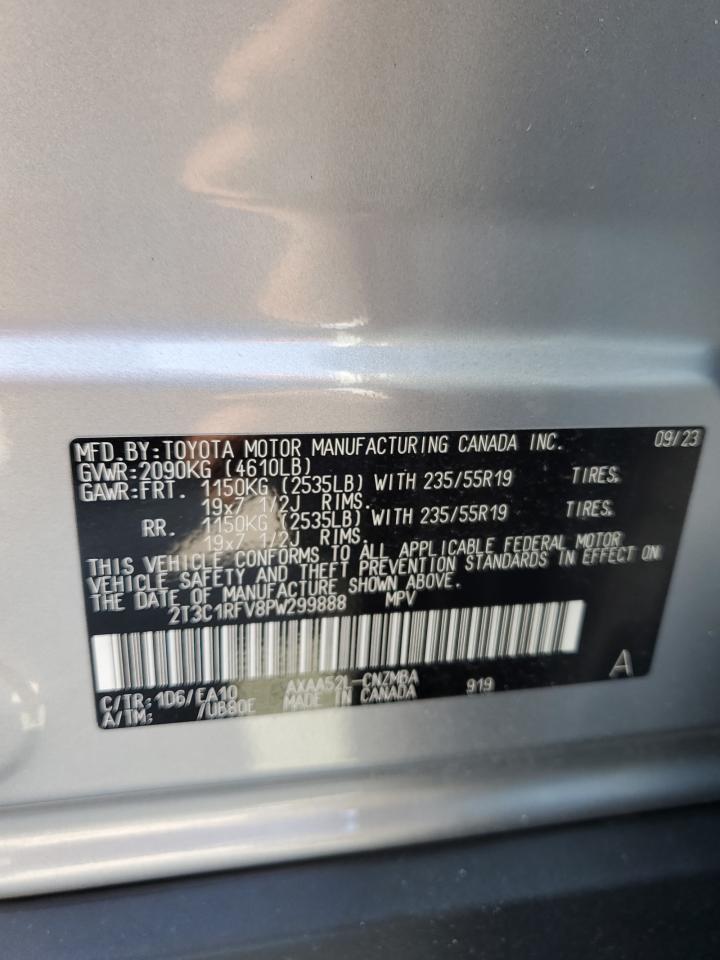 MFD.BY:TOYOTA MOTOR MANUFACTURING CANADA INC. 09/23
GVWR:2090KG (4610LB)
GAWR:FRT. 1150KG (2535LB) WITH 235/55R19 TIRES.
19x7 1/2J RIMS.
RR. 1150KG (2535LB) WITH 235/55R19 TIRES.
19x7 1/2J RIMS.
THIS VEHICLE CONFORMS TO ALL APPLICABLE FEDERAL MOTOR
VEHICLE SAFETY AND THEFT PREVENTION STANDARDS IN EFFECT ON
THE DATE OF MANUFACTURE SHOWN ABOVE.
2T3C1RFV8PW299888 MPV
A
C/TR:1D6/EA10 AXAA52L-CNZMBA 919
A/TM: /UB80E MADE IN CANADA